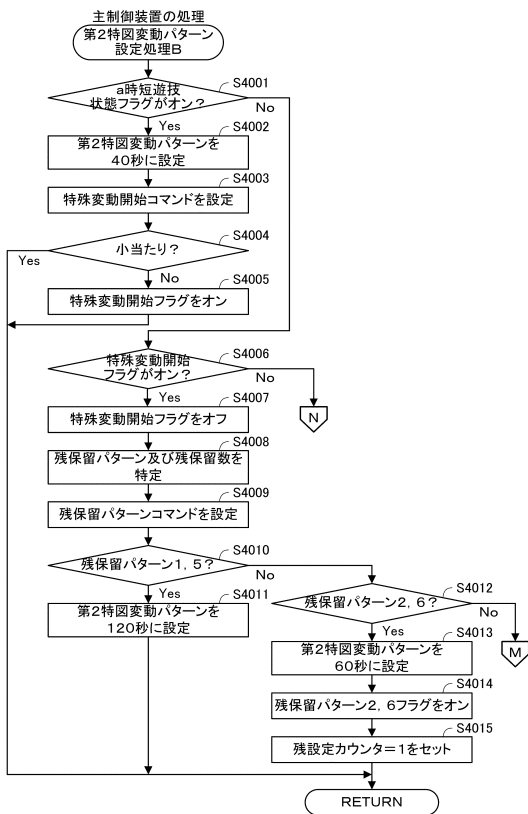 主制御装置の処理
第2特図変動パターン
設定処理B
S4001
a時短遊技
状態フラグがオン？
No
Yes
S4002
第2特図変動パターンを
40秒に設定
S4003
特殊変動開始コマンドを設定
S4004
小当たり？
Yes
No
S4005
特殊変動開始フラグをオン
S4006
特殊変動開始
フラグがオン？
No
Yes
N
S4007
特殊変動開始フラグをオフ
S4008
残保留パターン及び残保留数を
特定
S4009
残保留パターンコマンドを設定
S4010
残保留パターン1，5？
No
Yes
S4011
第2特図変動パターンを
120秒に設定
S4012
残保留パターン2，6？
No
Yes
M
S4013
第2特図変動パターンを
60秒に設定
S4014
残保留パターン2，6フラグをオン
S4015
残設定カウンタ＝1をセット
RETURN